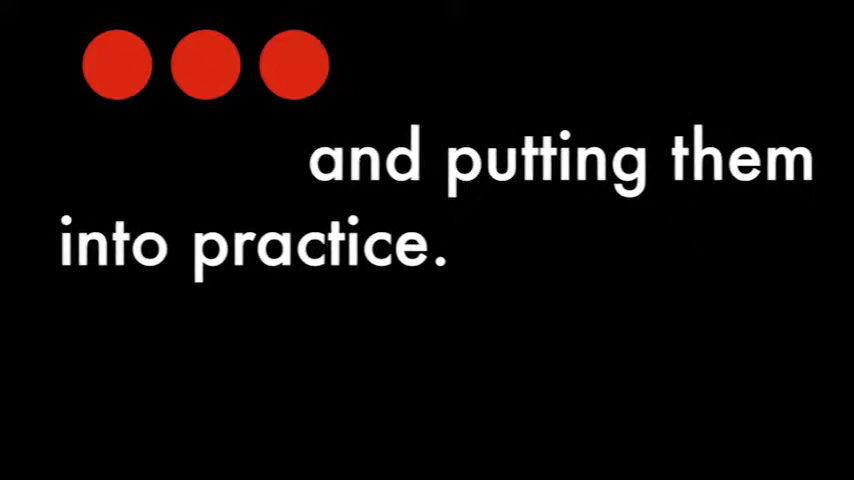 and putting them
into practice.